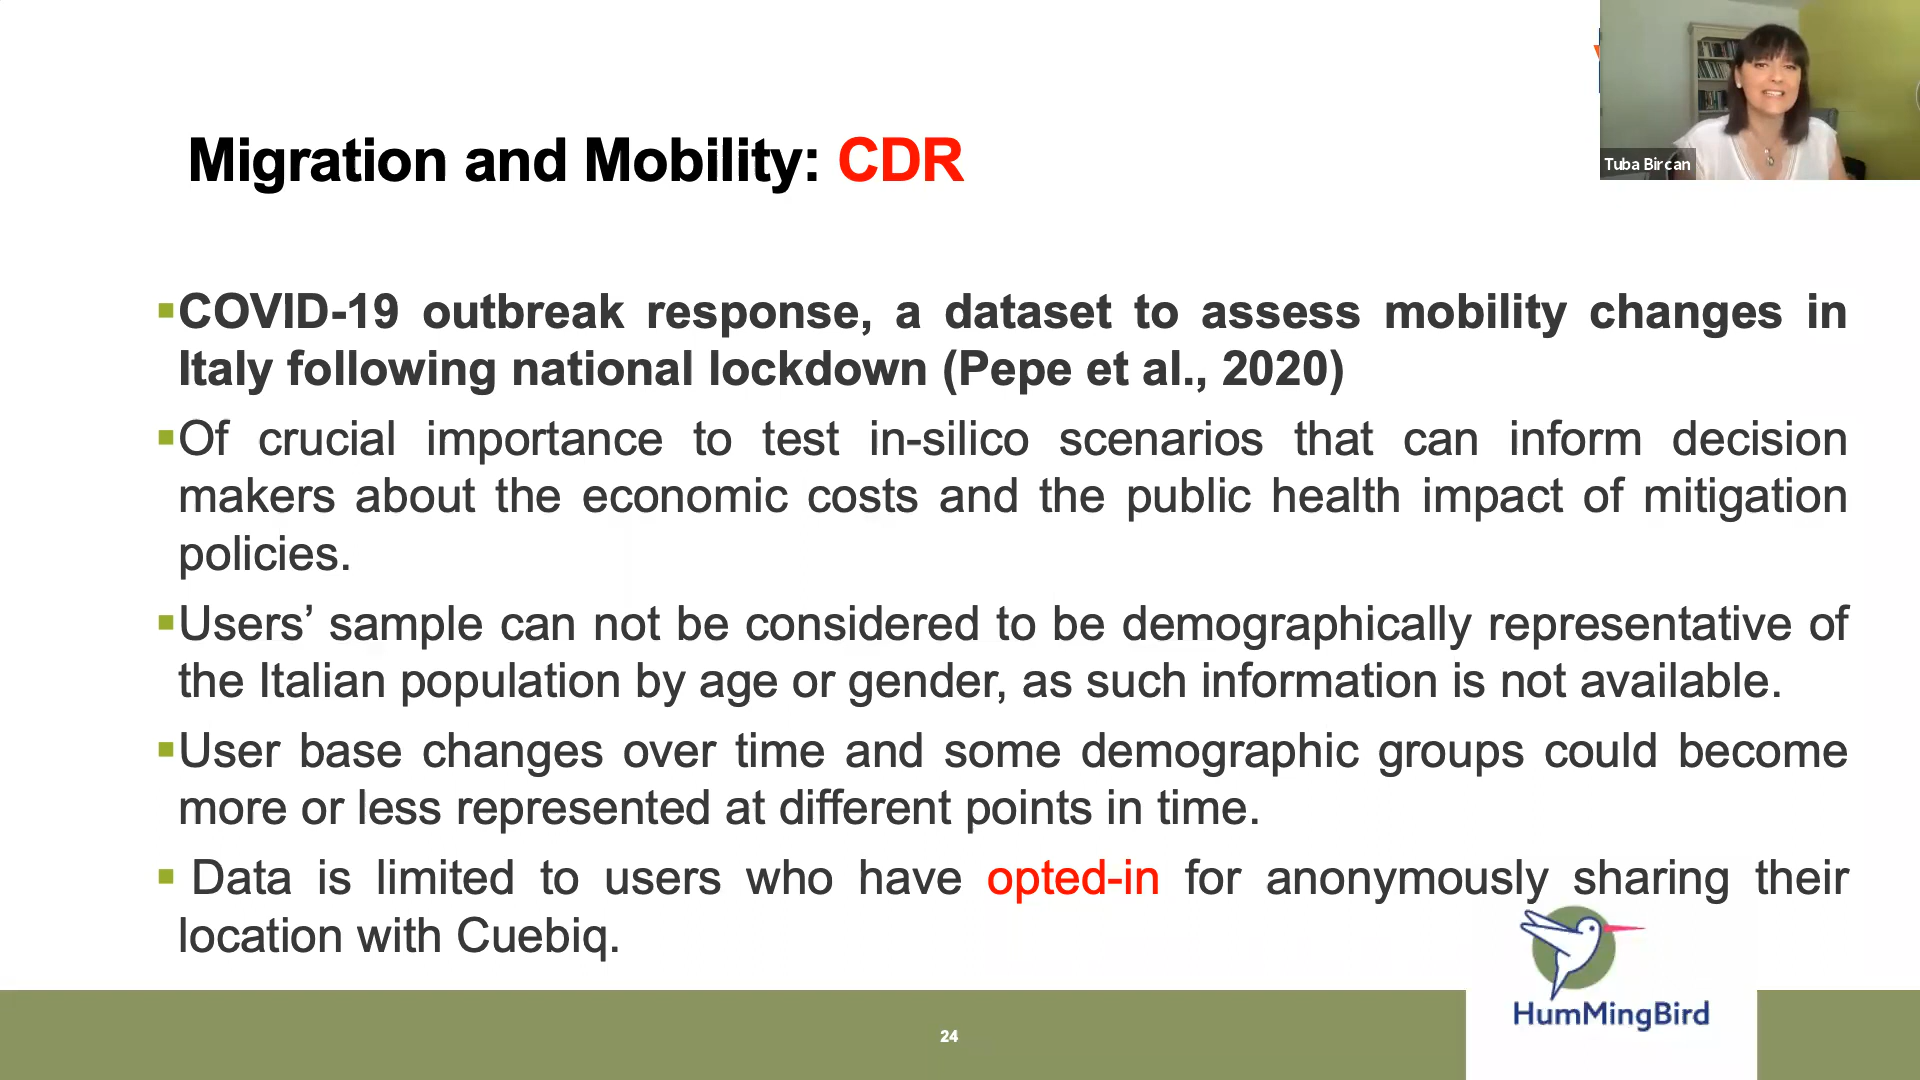 Tuba Bircan
Migration and Mobility: CDR
COVID-19 outbreak response, a dataset to assess mobility changes in
Italy following national lockdown (Pepe et al., 2020)
Of crucial importance to test in-silico scenarios that can inform decision
makers about the economic costs and the public health impact of mitigation
policies.
Users’ sample can not be considered to be demographically representative of
the Italian population by age or gender, as such information is not available.
User base changes over time and some demographic groups could become
more or less represented at different points in time.
Data is limited to users who have opted-in for anonymously sharing their
location with Cuebiq.
HumMingBird
24